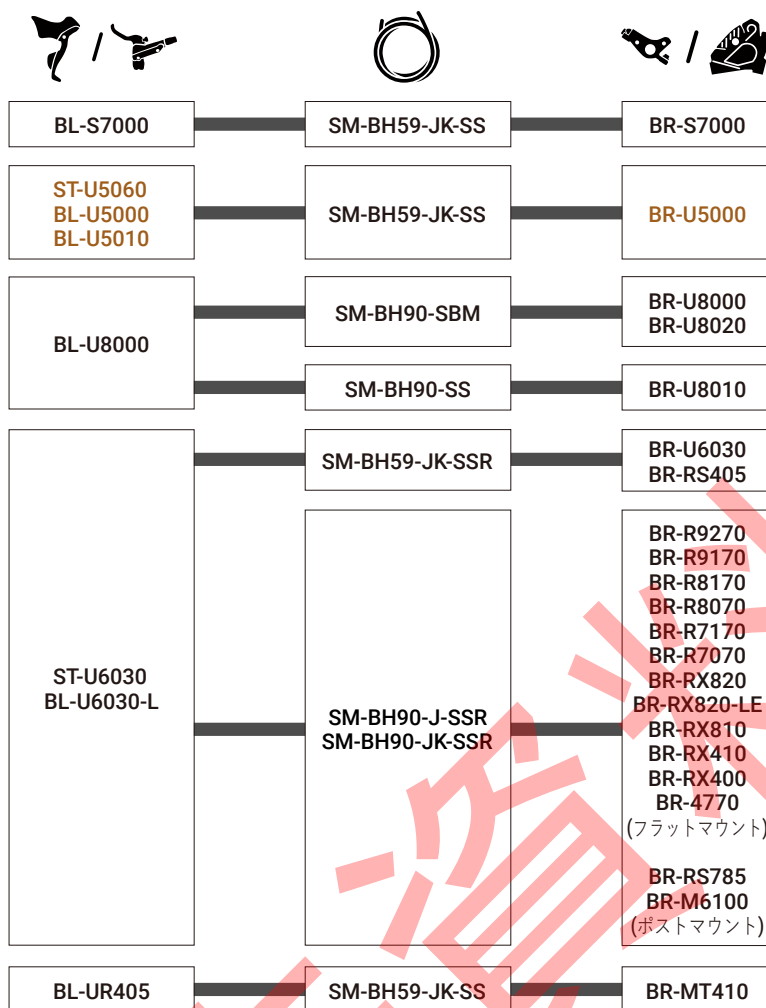 BL-S7000
SM-BH59-JK-SS
BR-S7000
ST-U5060
BL-U5000
BL-U5010
SM-BH59-JK-SS
BR-U5000
BL-U8000
SM-BH90-SBM
BR-U8000
BR-U8020
SM-BH90-SS
BR-U8010
ST-U6030
BL-U6030-L
SM-BH59-JK-SSR
BR-U6030
BR-RS405
SM-BH90-J-SSR
SM-BH90-JK-SSR
BR-R9270
BR-R9170
BR-R8170
BR-R8070
BR-R7170
BR-R7070
BR-RX820
BR-RX820-LE
BR-RX810
BR-RX410
BR-RX400
BR-4770
(フラットマウント)
BR-RS785
BR-M6100
(ポストマウント)
BL-UR405
SM-BH59-JK-SS
BR-MT410
資料